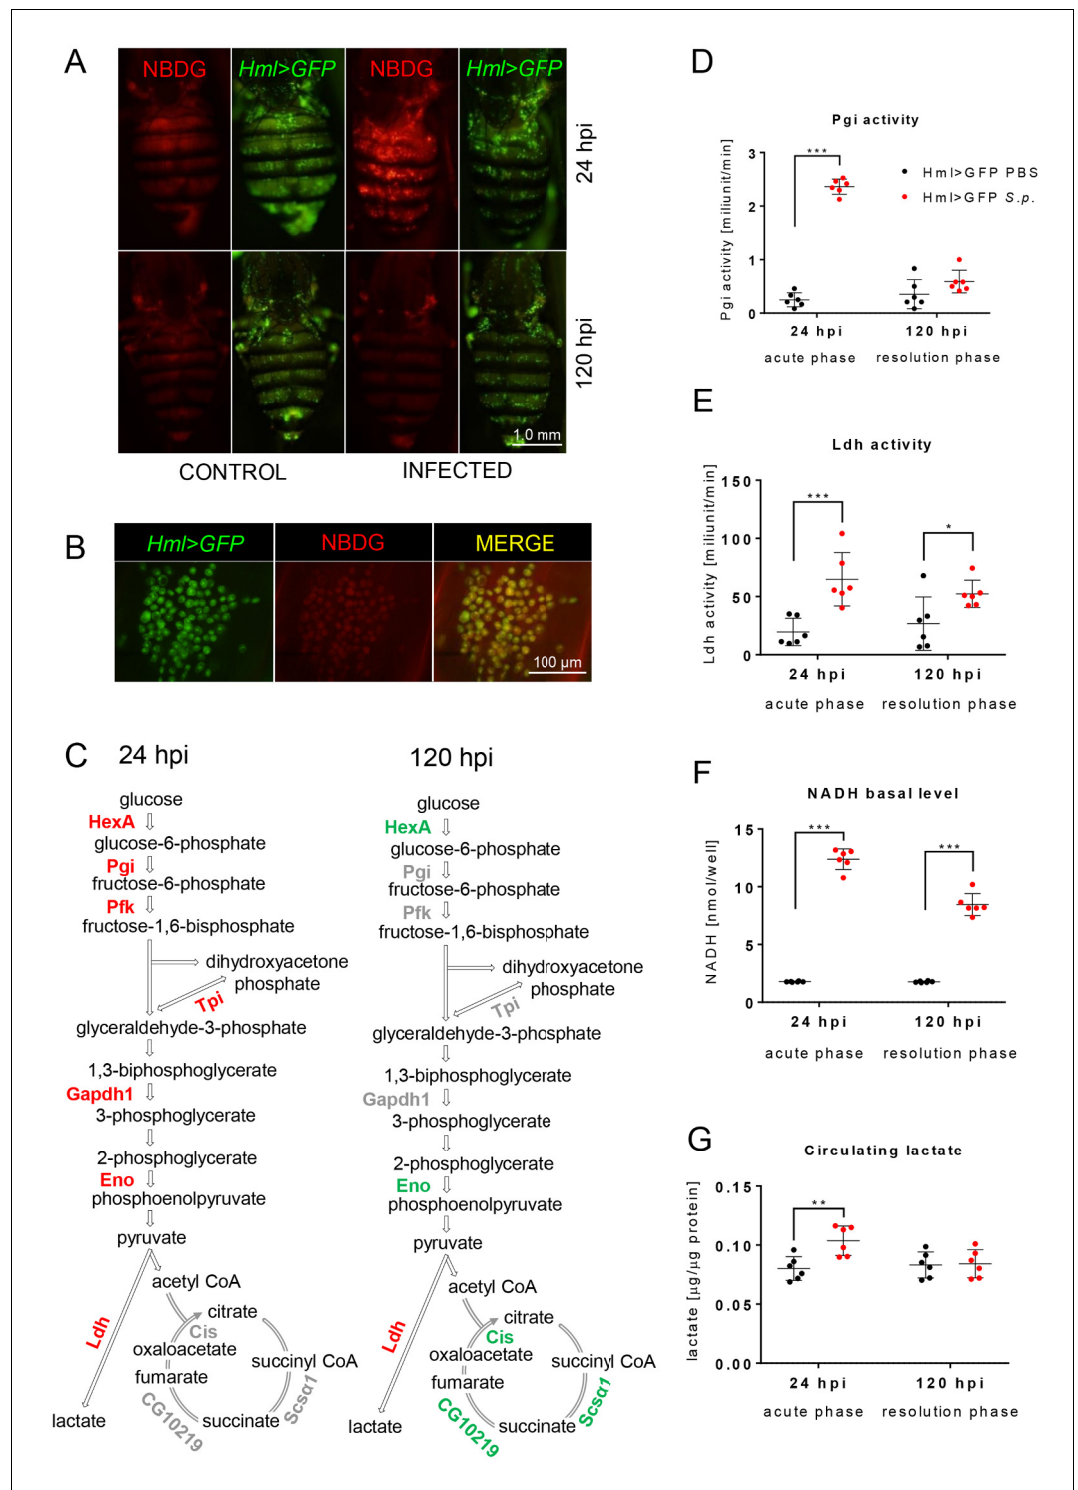 A
NBDG
Hml>GFP
NBDG
Hml>GFP
24 hpi
120 hpi
1.0 mm
CONTROL
INFECTED
B
Hml>GFP
NBDG
MERGE
100 µm
C
24 hpi
glucose
HexA
glucose-6-phosphate
Pgi
fructose-6-phosphate
Pfk
fructose-1,6-bisphosphate
dihydroxyacetone
phosphate
Tpi
glyceraldehyde-3-phosphate
1,3-biphosphoglycerate
Gapdh1
3-phosphoglycerate
2-phosphoglycerate
Eno
phosphoenolpyruvate
pyruvate
acetyl CoA
citrate
Cis
Ldh
oxaloacetate
succinyl CoA
fumarate
Scsα1
CG10219
succinate
lactate
120 hpi
glucose
HexA
glucose-6-phosphate
Pgi
fructose-6-phosphate
Pfk
fructose-1,6-bisphosphate
dihydroxyacetone
phosphate
Tpi
glyceraldehyde-3-phosphate
1,3-biphosphoglycerate
Gapdh1
3-phosphoglycerate
2-phosphoglycerate
Eno
phosphoenolpyruvate
pyruvate
acetyl CoA
citrate
Cis
Ldh
oxaloacetate
succinyl CoA
fumarate
Scsα1
CG10219
succinate
lactate
D
Pgi activity
Pgi activity [miliunit/min]
3
2
1
0
***
Hml>GFP PBS
Hml>GFP S.p.
24 hpi
120 hpi
acute phase
resolution phase
E
Ldh activity
Ldh activity [miliunit/min]
150
100
50
0
***
*
24 hpi
120 hpi
acute phase
resolution phase
F
NADH basal level
NADH [nmol/well]
15
10
5
0
***
***
24 hpi
120 hpi
acute phase
resolution phase
G
Circulating lactate
lactate [µg/µg protein]
0.15
0.10
0.05
0.00
**
24 hpi
120 hpi
acute phase
resolution phase